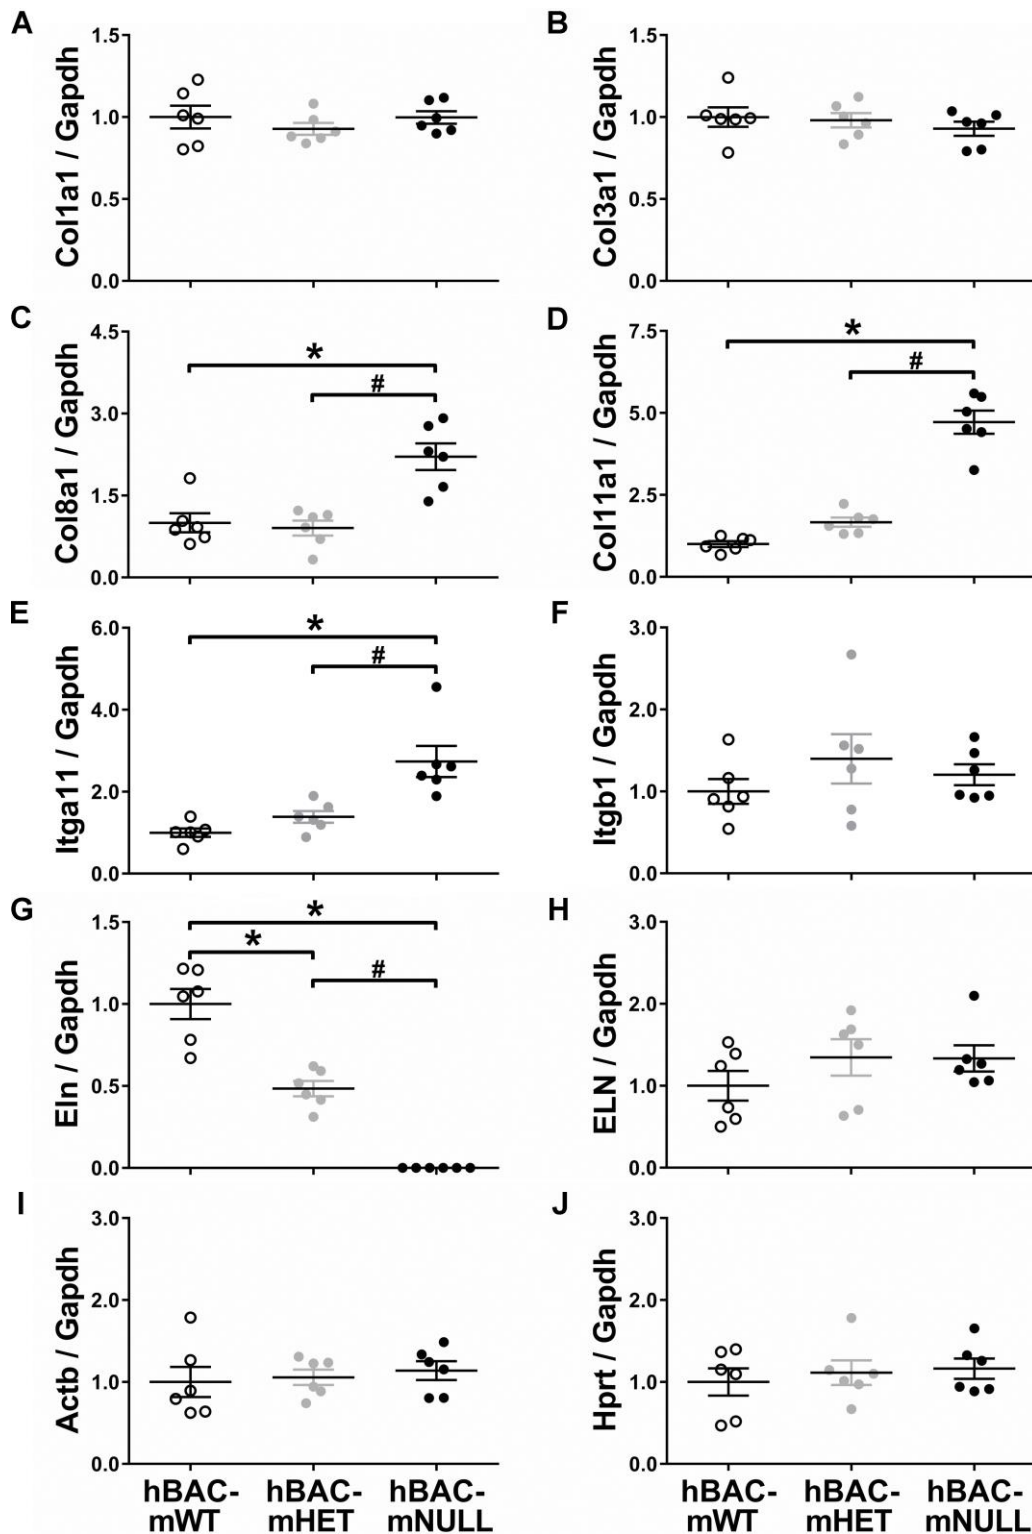 A
Col1a1 / Gapdh
1.5
1.0
0.5
0.0
B
Col3a1 / Gapdh
1.5
1.0
0.5
0.0
C
Col8a1 / Gapdh
4.5
3.0
1.5
0.0
*
#
D
Col11a1 / Gapdh
7.5
5.0
2.5
0.0
*
#
E
Itga11 / Gapdh
6.0
4.0
2.0
0.0
*
#
F
Itgb1 / Gapdh
3.0
2.0
1.0
0.0
G
Eln / Gapdh
1.5
1.0
0.5
0.0
*
*
#
H
ELN / Gapdh
3.0
2.0
1.0
0.0
I
Actb / Gapdh
3.0
2.0
1.0
0.0
hBAC-
mWT
hBAC-
mHET
hBAC-
mNULL
J
Hprt / Gapdh
3.0
2.0
1.0
0.0
hBAC-
mWT
hBAC-
mHET
hBAC-
mNULL